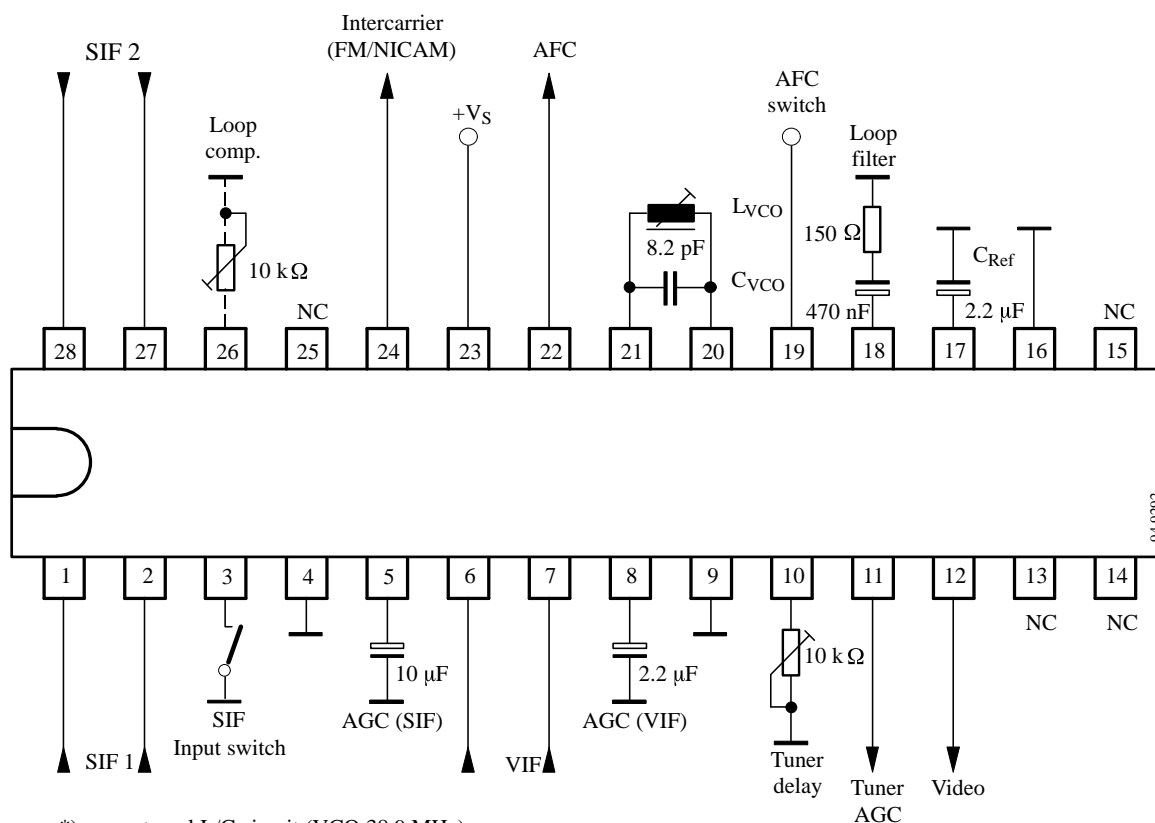 Intercarrier
(FM/NICAM)
SIF 2
AFC
AFC
switch
+VS
Loop
comp.
Loop
filter
LVCO
150 Ω
8.2 pF
CRef
10 kΩ
CVCO
NC
470 nF
2.2 μF
NC
28 27 26 25 24 23 22 21 20 19 18 17 16 15
1 2 3 4 5 6 7 8 9 10 11 12 13 14
NC
NC
10 μF
2.2 μF
10 kΩ
SIF
Input switch
AGC (SIF)
AGC (VIF)
SIF 1
VIF
Tuner
delay
Tuner
AGC
Video